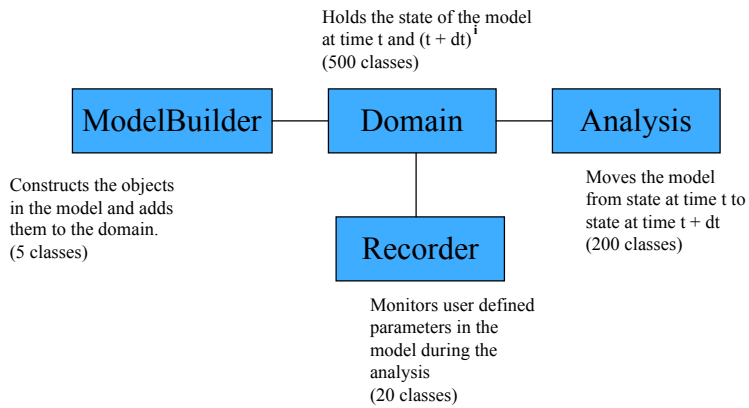 Holds the state of the model
at time t and (t + dt)^i
(500 classes)
ModelBuilder
Domain
Analysis
Constructs the objects
in the model and adds
them to the domain.
(5 classes)
Moves the model
from state at time t to
state at time t + dt
(200 classes)
Recorder
Monitors user defined
parameters in the
model during the
analysis
(20 classes)